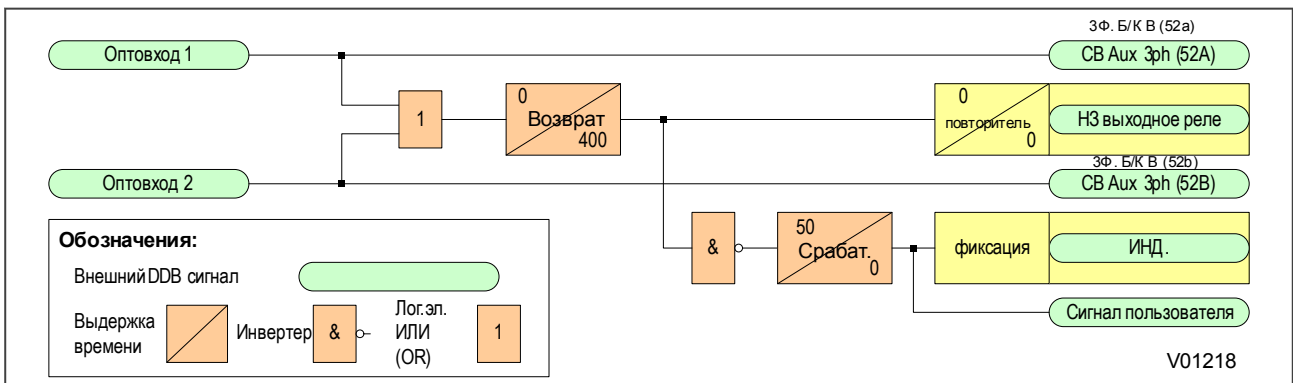 3Ф. Б/К В (52a)
Оптовход 1
CB Aux 3ph (52A)
1
0
Возврат
400
0
повторитель
0
НЗ выходное реле
3Ф. Б/К В (52b)
Оптовход 2
CB Aux 3ph (52B)
&
50
Срабат.
0
фиксация
ИНД.
Сигнал пользователя
Обозначения:
Внешний DDB сигнал
Выдержка
времени
Инвертер
&
Лог.эл.
ИЛИ
(OR)
1
V01218